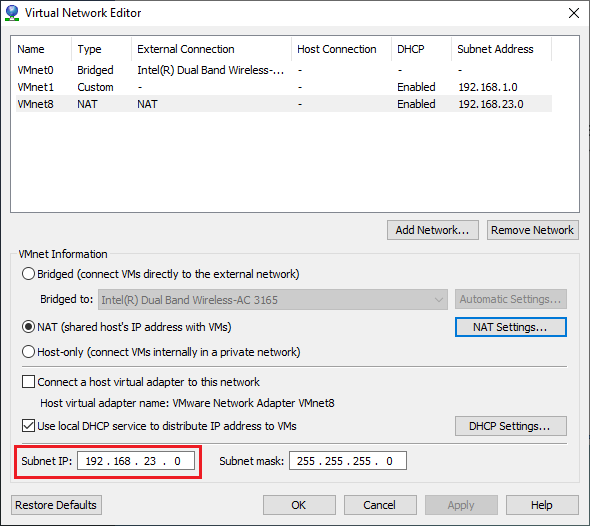 Virtual Network Editor
Name Type External Connection Host Connection DHCP Subnet Address
VMnet0 Bridged Intel(R) Dual Band Wireless-... - - -
VMnet1 Custom - - Enabled 192.168.1.0
VMnet8 NAT NAT - Enabled 192.168.23.0
Add Network... Remove Network
VMnet Information
Bridged (connect VMs directly to the external network)
Bridged to: Intel(R) Dual Band Wireless-AC 3165 Automatic Settings...
NAT (shared host's IP address with VMs) NAT Settings...
Host-only (connect VMs internally in a private network)
Connect a host virtual adapter to this network
Host virtual adapter name: VMware Network Adapter VMnet8
Use local DHCP service to distribute IP address to VMs DHCP Settings...
Subnet IP: 192 . 168 . 23 . 0 Subnet mask: 255 . 255 . 255 . 0
Restore Defaults OK Cancel Apply Help